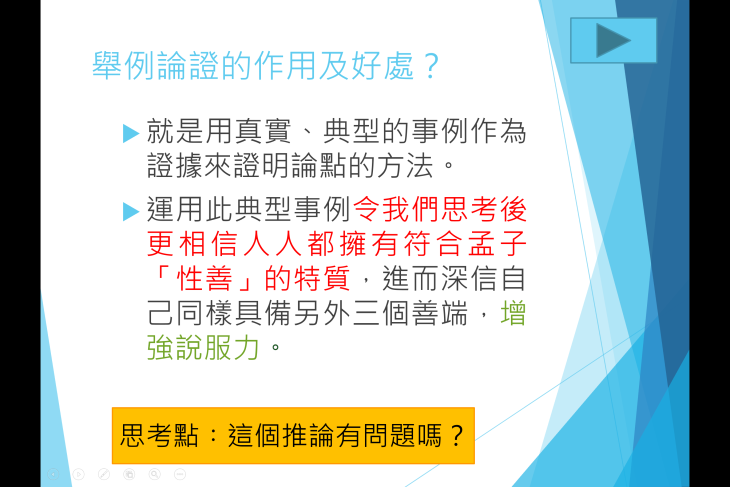 舉例論證的作用及好處？
就是用真實、典型的事例作為
證據來證明論點的方法。
運用此典型事例令我們思考後
更相信人人都擁有符合孟子
「性善」的特質，進而深信自
己同樣具備另外三個善端，增
強說服力。
思考點：這個推論有問題嗎？